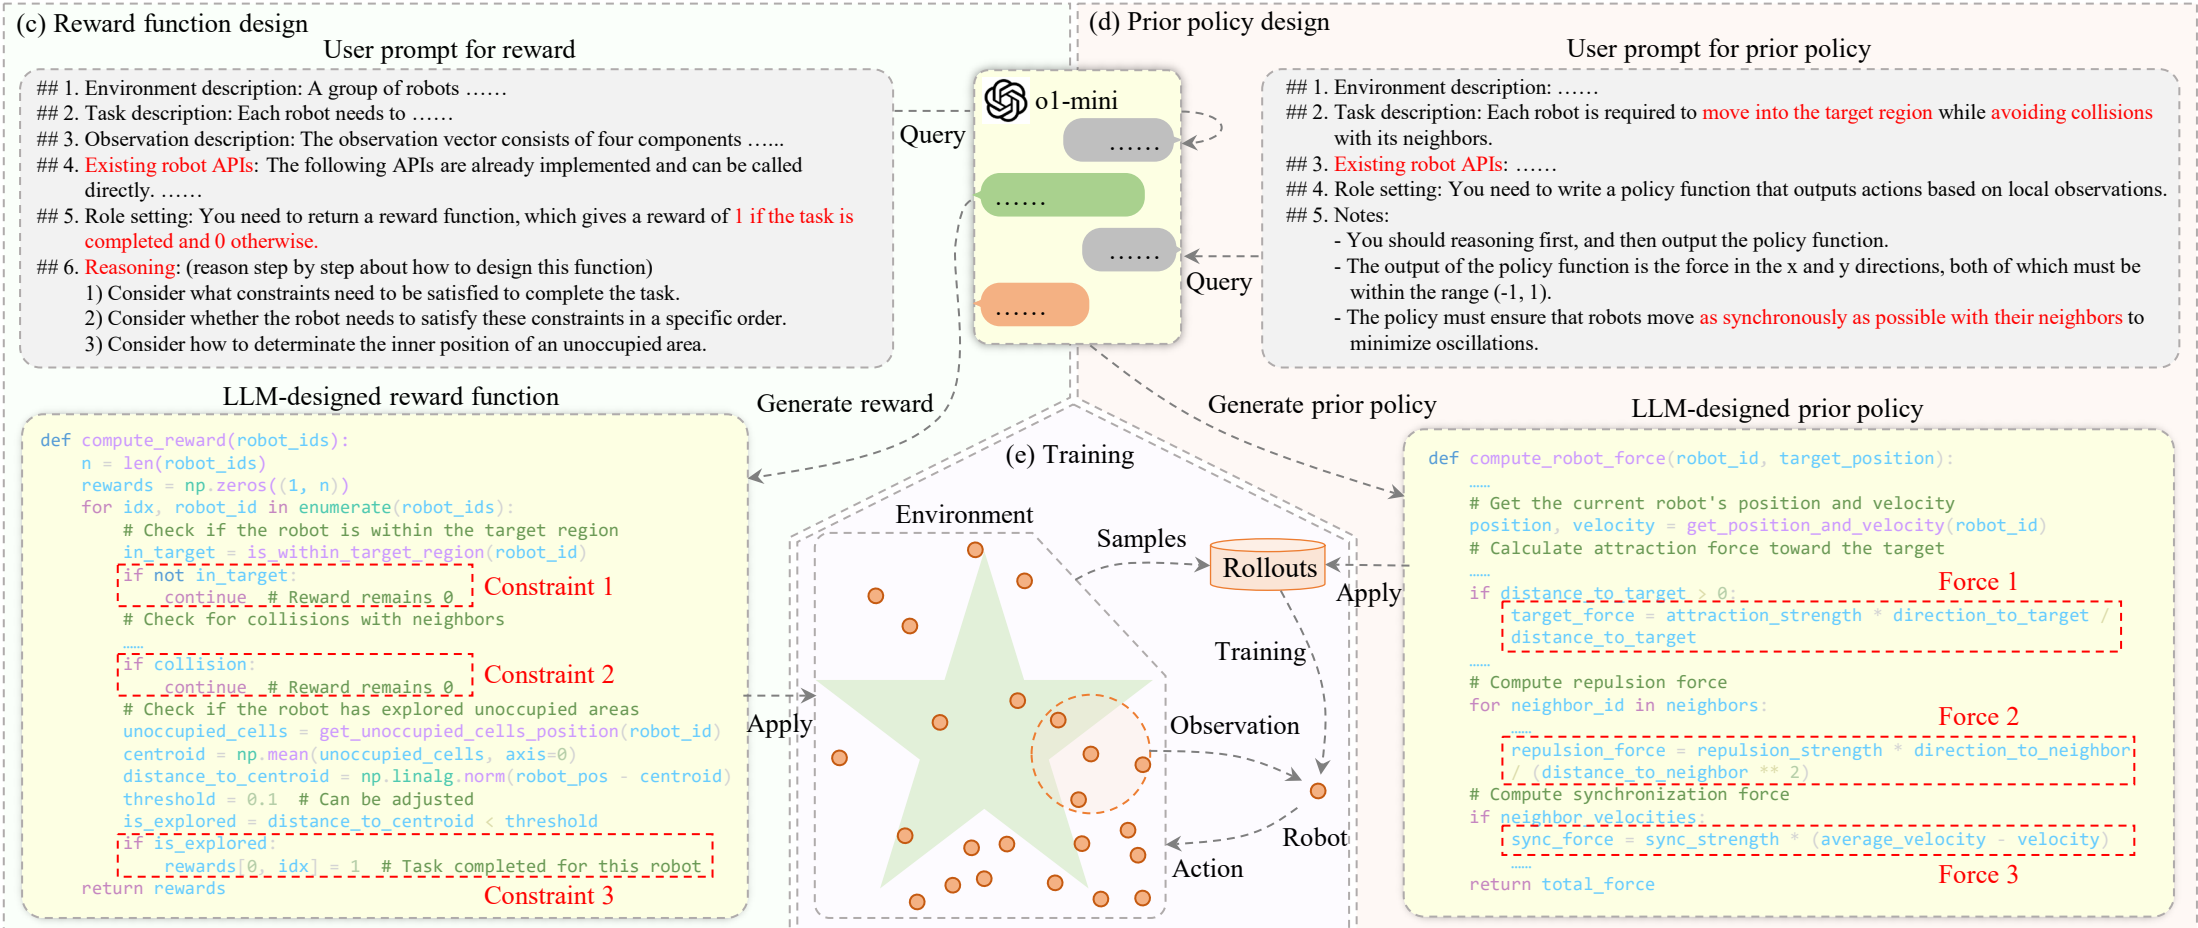 (c) Reward function design
User prompt for reward
## 1. Environment description: A group of robots ……
## 2. Task description: Each robot needs to ……
## 3. Observation description: The observation vector consists of four components …...
## 4. Existing robot APIs: The following APIs are already implemented and can be called
directly. ……
## 5. Role setting: You need to return a reward function, which gives a reward of 1 if the task is
completed and 0 otherwise.
## 6. Reasoning: (reason step by step about how to design this function)
1) Consider what constraints need to be satisfied to complete the task.
2) Consider whether the robot needs to satisfy these constraints in a specific order.
3) Consider how to determinate the inner position of an unoccupied area.
Query
o1-mini
……
……
……
……
(d) Prior policy design
User prompt for prior policy
## 1. Environment description: ……
## 2. Task description: Each robot is required to move into the target region while avoiding collisions
with its neighbors.
## 3. Existing robot APIs: ……
## 4. Role setting: You need to write a policy function that outputs actions based on local observations.
## 5. Notes:
- You should reasoning first, and then output the policy function.
- The output of the policy function is the force in the x and y directions, both of which must be
within the range (-1, 1).
- The policy must ensure that robots move as synchronously as possible with their neighbors to
minimize oscillations.
Query
Generate reward
Generate prior policy
LLM-designed reward function
def compute_reward(robot_ids):
n = len(robot_ids)
rewards = np.zeros((1, n))
for idx, robot_id in enumerate(robot_ids):
# Check if the robot is within the target region
in_target = is_within_target_region(robot_id)
if not in_target:
continue # Reward remains 0
Constraint 1
# Check for collisions with neighbors
……
if collision:
continue # Reward remains 0
Constraint 2
# Check if the robot has explored unoccupied areas
unoccupied_cells = get_unoccupied_cells_position(robot_id)
centroid = np.mean(unoccupied_cells, axis=0)
distance_to_centroid = np.linalg.norm(robot_pos - centroid)
threshold = 0.1 # Can be adjusted
is_explored = distance_to_centroid < threshold
if is_explored:
rewards[0, idx] = 1 # Task completed for this robot
return rewards
Constraint 3
Apply
(e) Training
Environment
Samples
Rollouts
Apply
Training
Observation
Robot
Action
LLM-designed prior policy
def compute_robot_force(robot_id, target_position):
……
# Get the current robot's position and velocity
position, velocity = get_position_and_velocity(robot_id)
# Calculate attraction force toward the target
……
Force 1
if distance_to_target > 0:
target_force = attraction_strength * direction_to_target /
distance_to_target
……
# Compute repulsion force
for neighbor_id in neighbors:
Force 2
……
repulsion_force = repulsion_strength * direction_to_neighbor
/ (distance_to_neighbor ** 2)
# Compute synchronization force
if neighbor_velocities:
sync_force = sync_strength * (average_velocity - velocity)
……
Force 3
return total_force